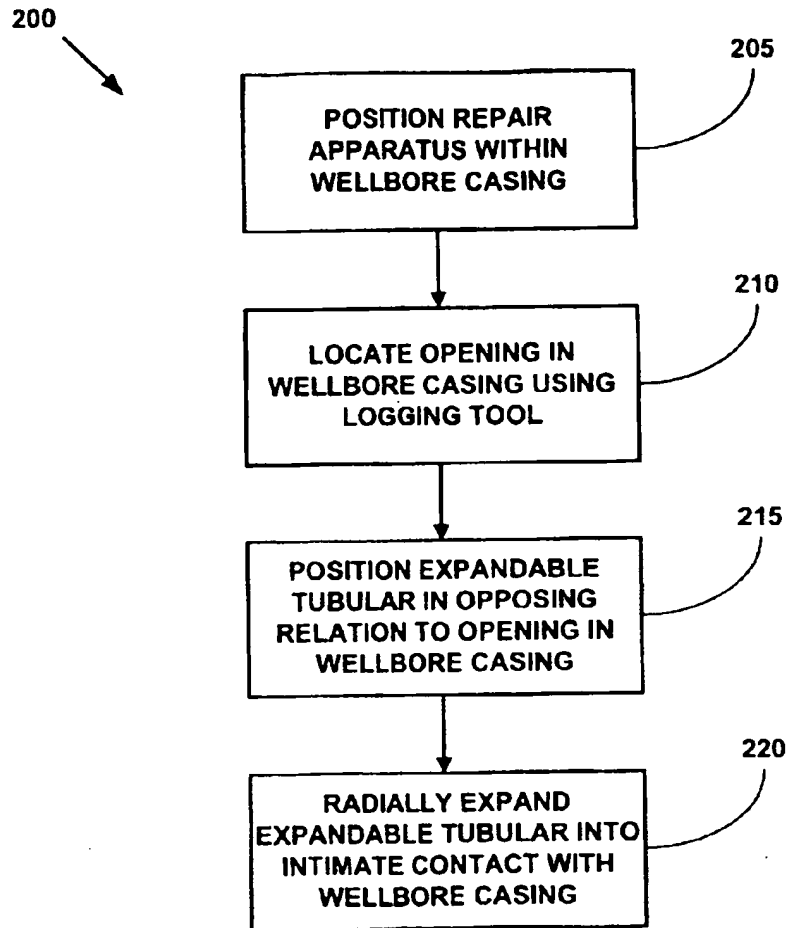 200
205
POSITION REPAIR
APPARATUS WITHIN
WELLBORE CASING
210
LOCATE OPENING IN
WELLBORE CASING USING
LOGGING TOOL
215
POSITION EXPANDABLE
TUBULAR IN OPPOSING
RELATION TO OPENING IN
WELLBORE CASING
220
RADIALLY EXPAND
EXPANDABLE TUBULAR INTO
INTIMATE CONTACT WITH
WELLBORE CASING